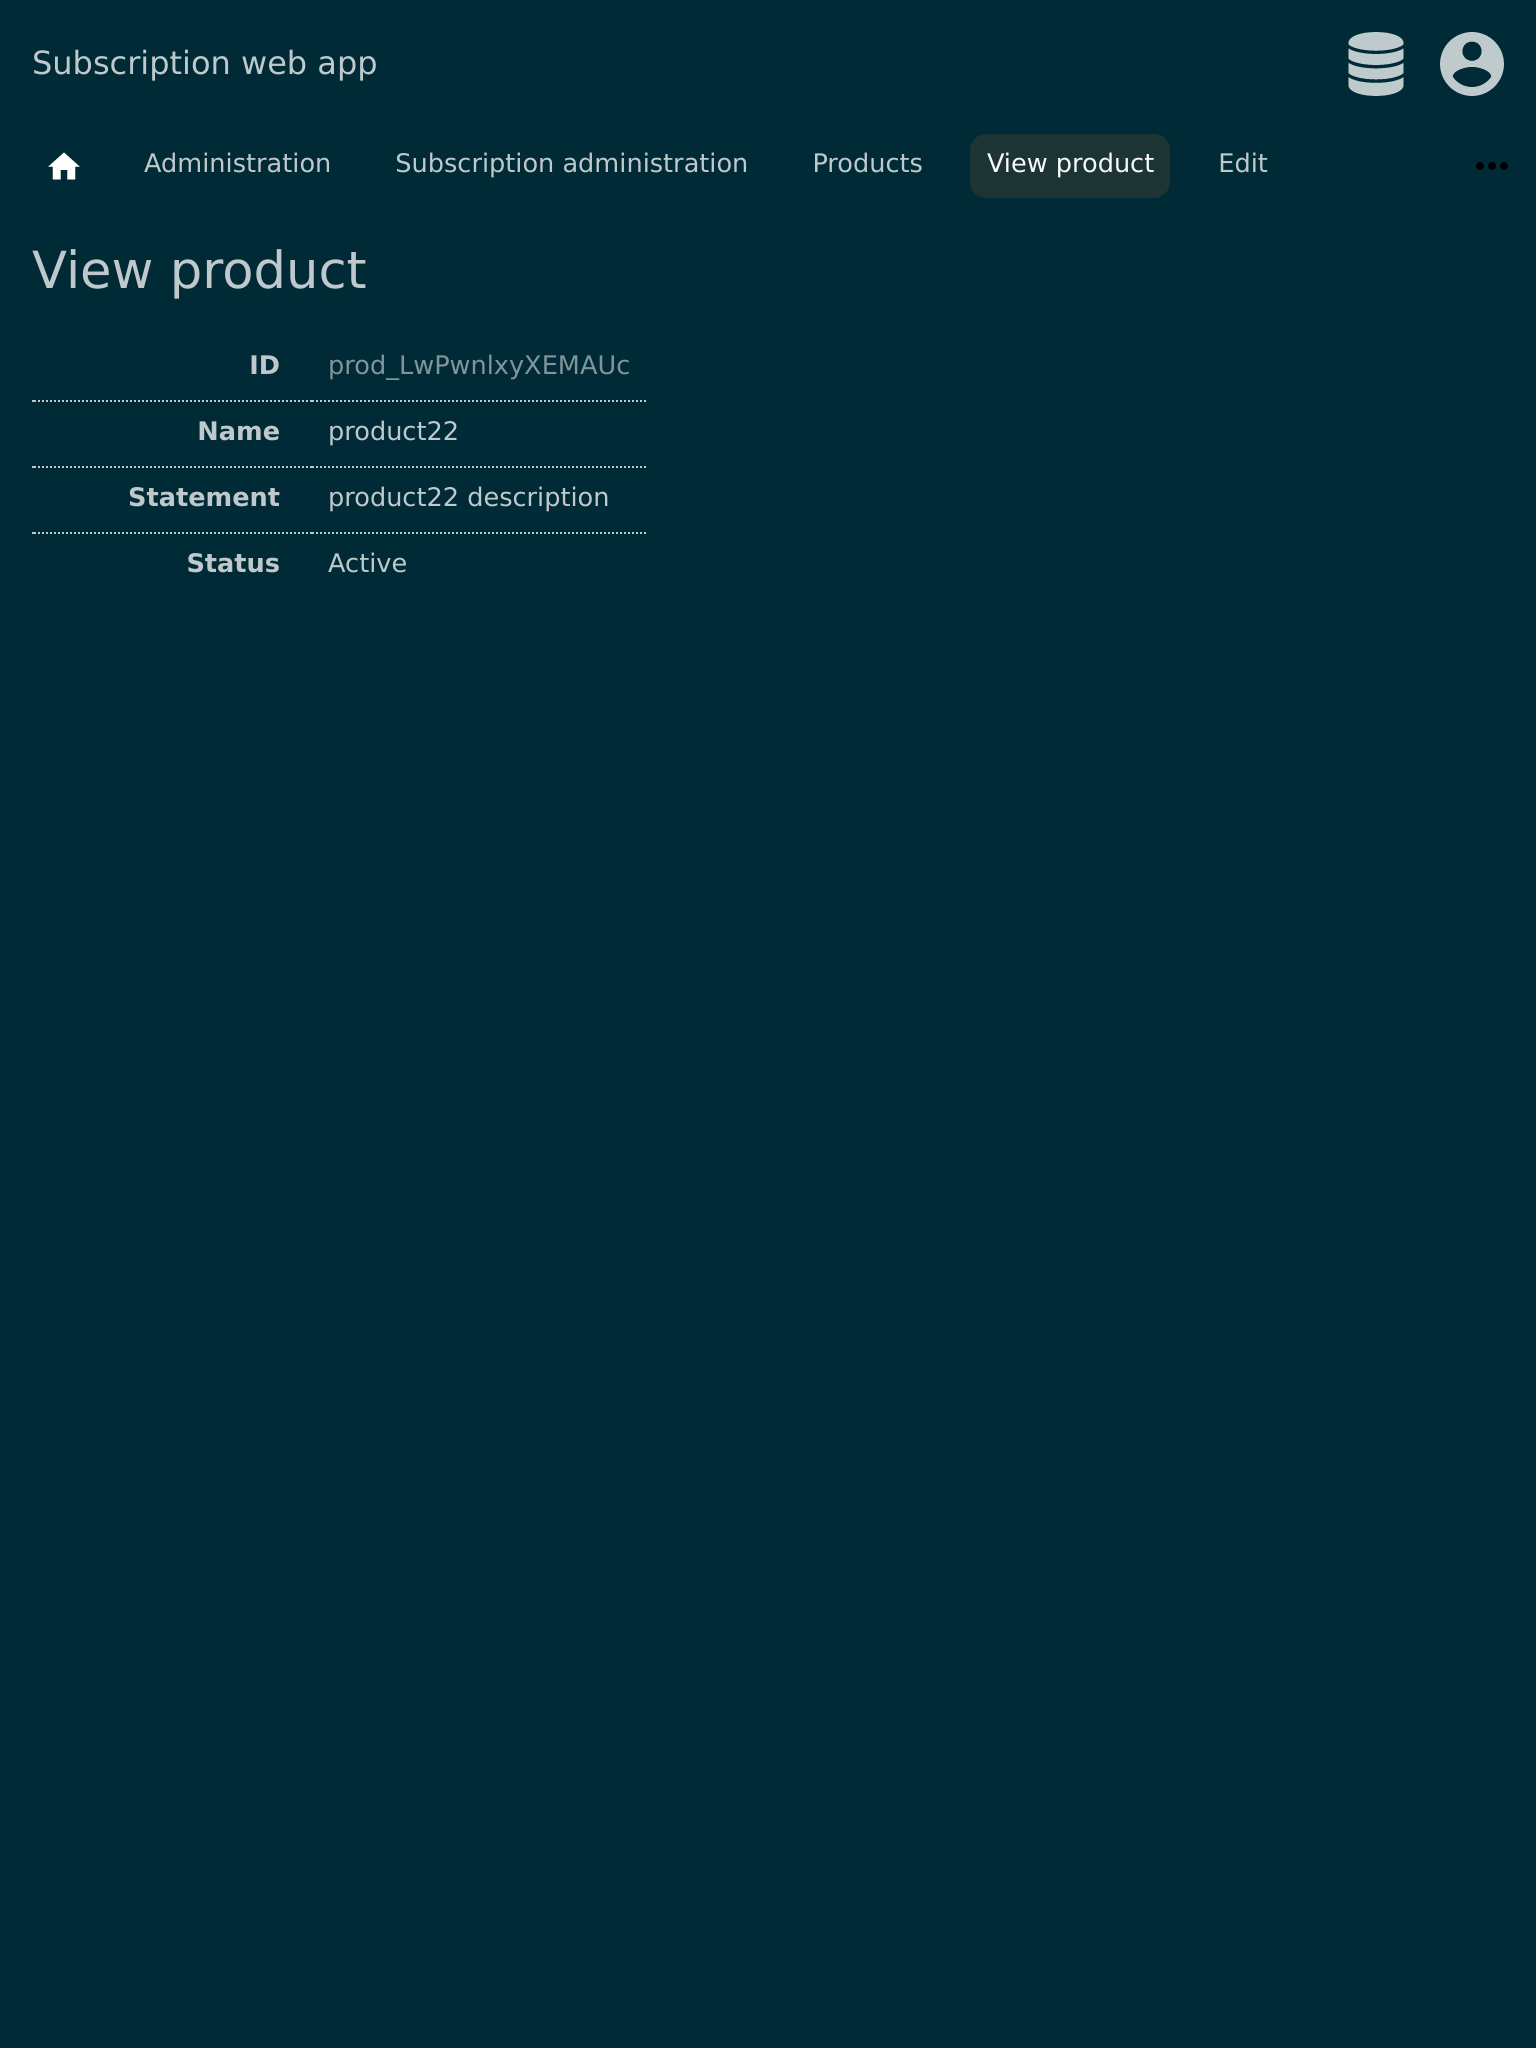 Subscription web app
Administration Subscription administration Products View product Edit
View product
ID prod_LwPwnlxyXEMAUc
Name product22
Statement product22 description
Status Active